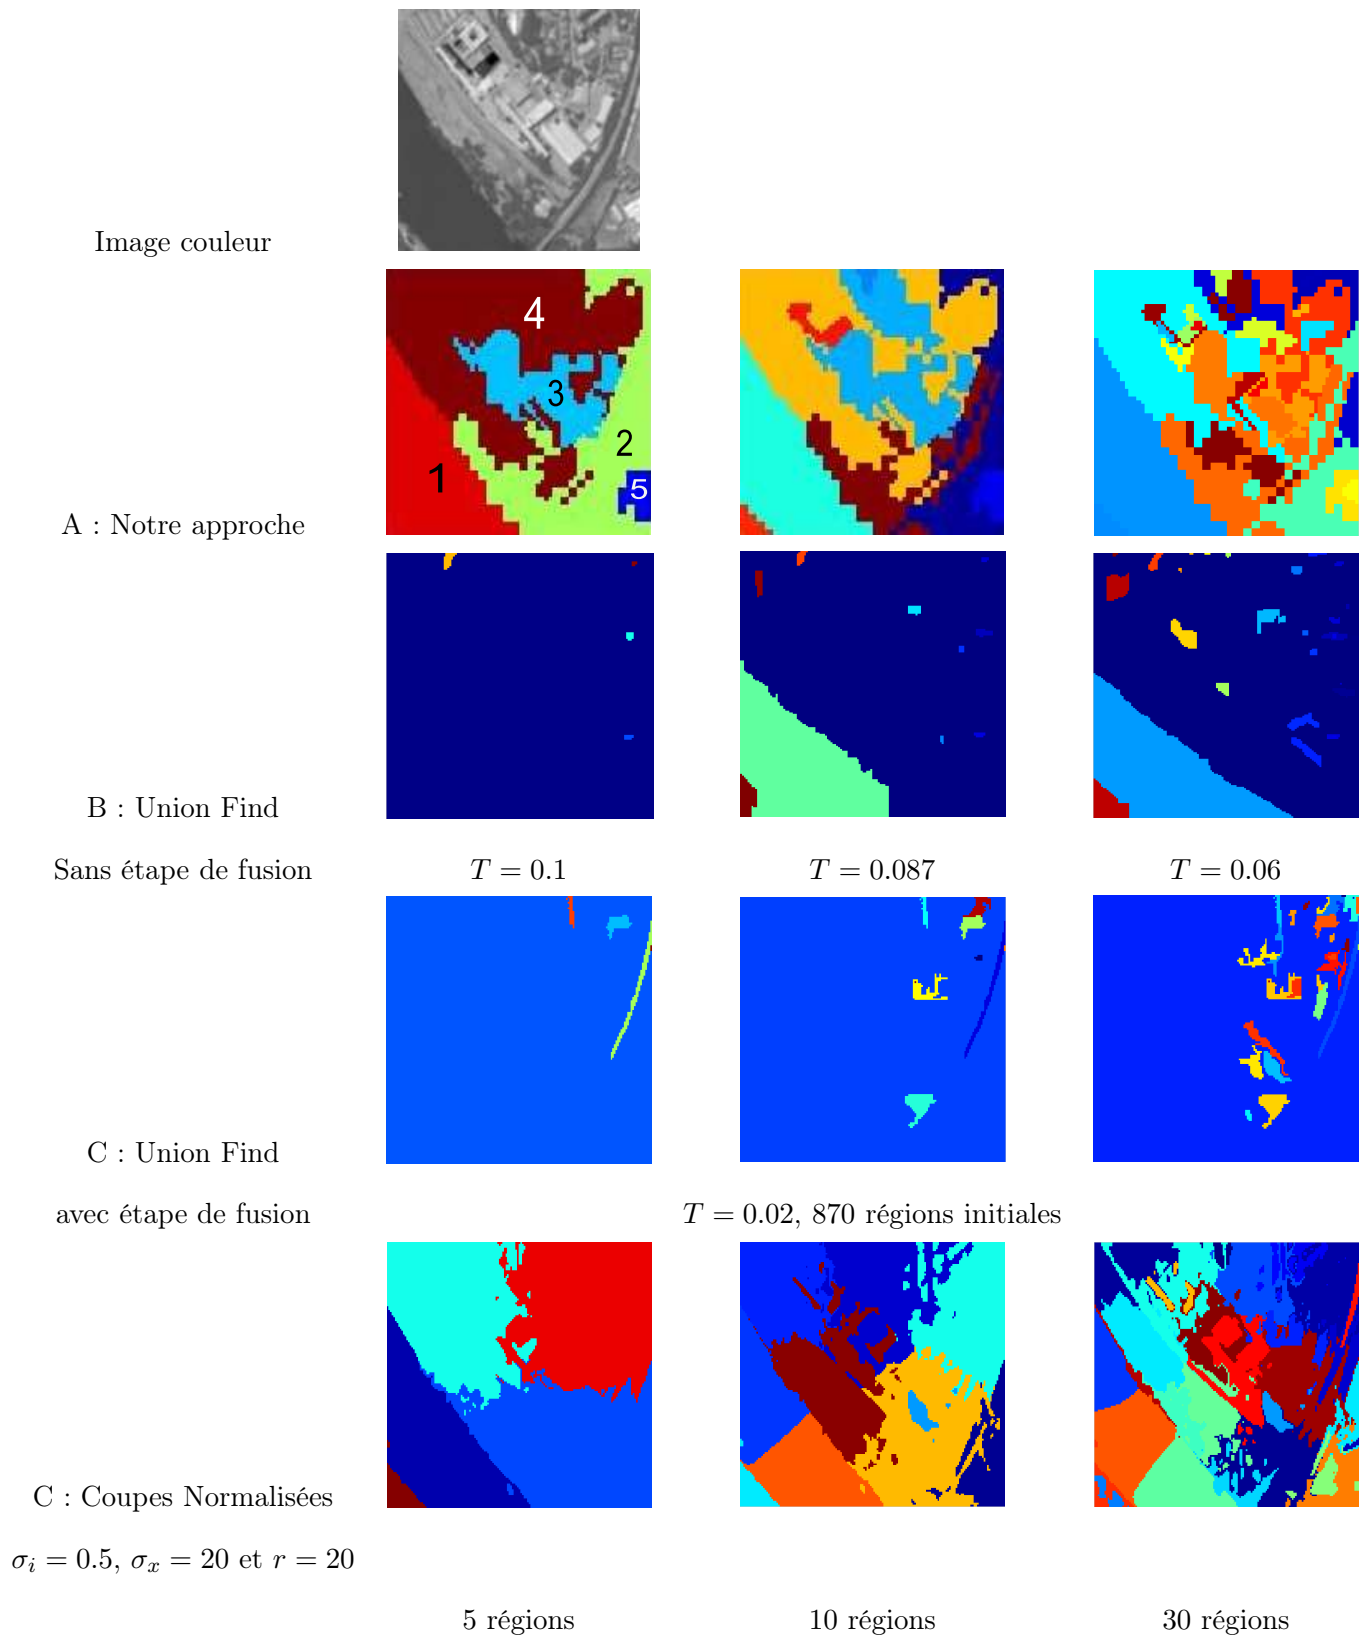 Image couleur
4
3
2
1
5
A : Notre approche
B : Union Find
Sans étape de fusion
T = 0.1
T = 0.087
T = 0.06
C : Union Find
avec étape de fusion
T = 0.02, 870 régions initiales
C : Coupes Normalisées
σi = 0.5, σx = 20 et r = 20
5 régions
10 régions
30 régions